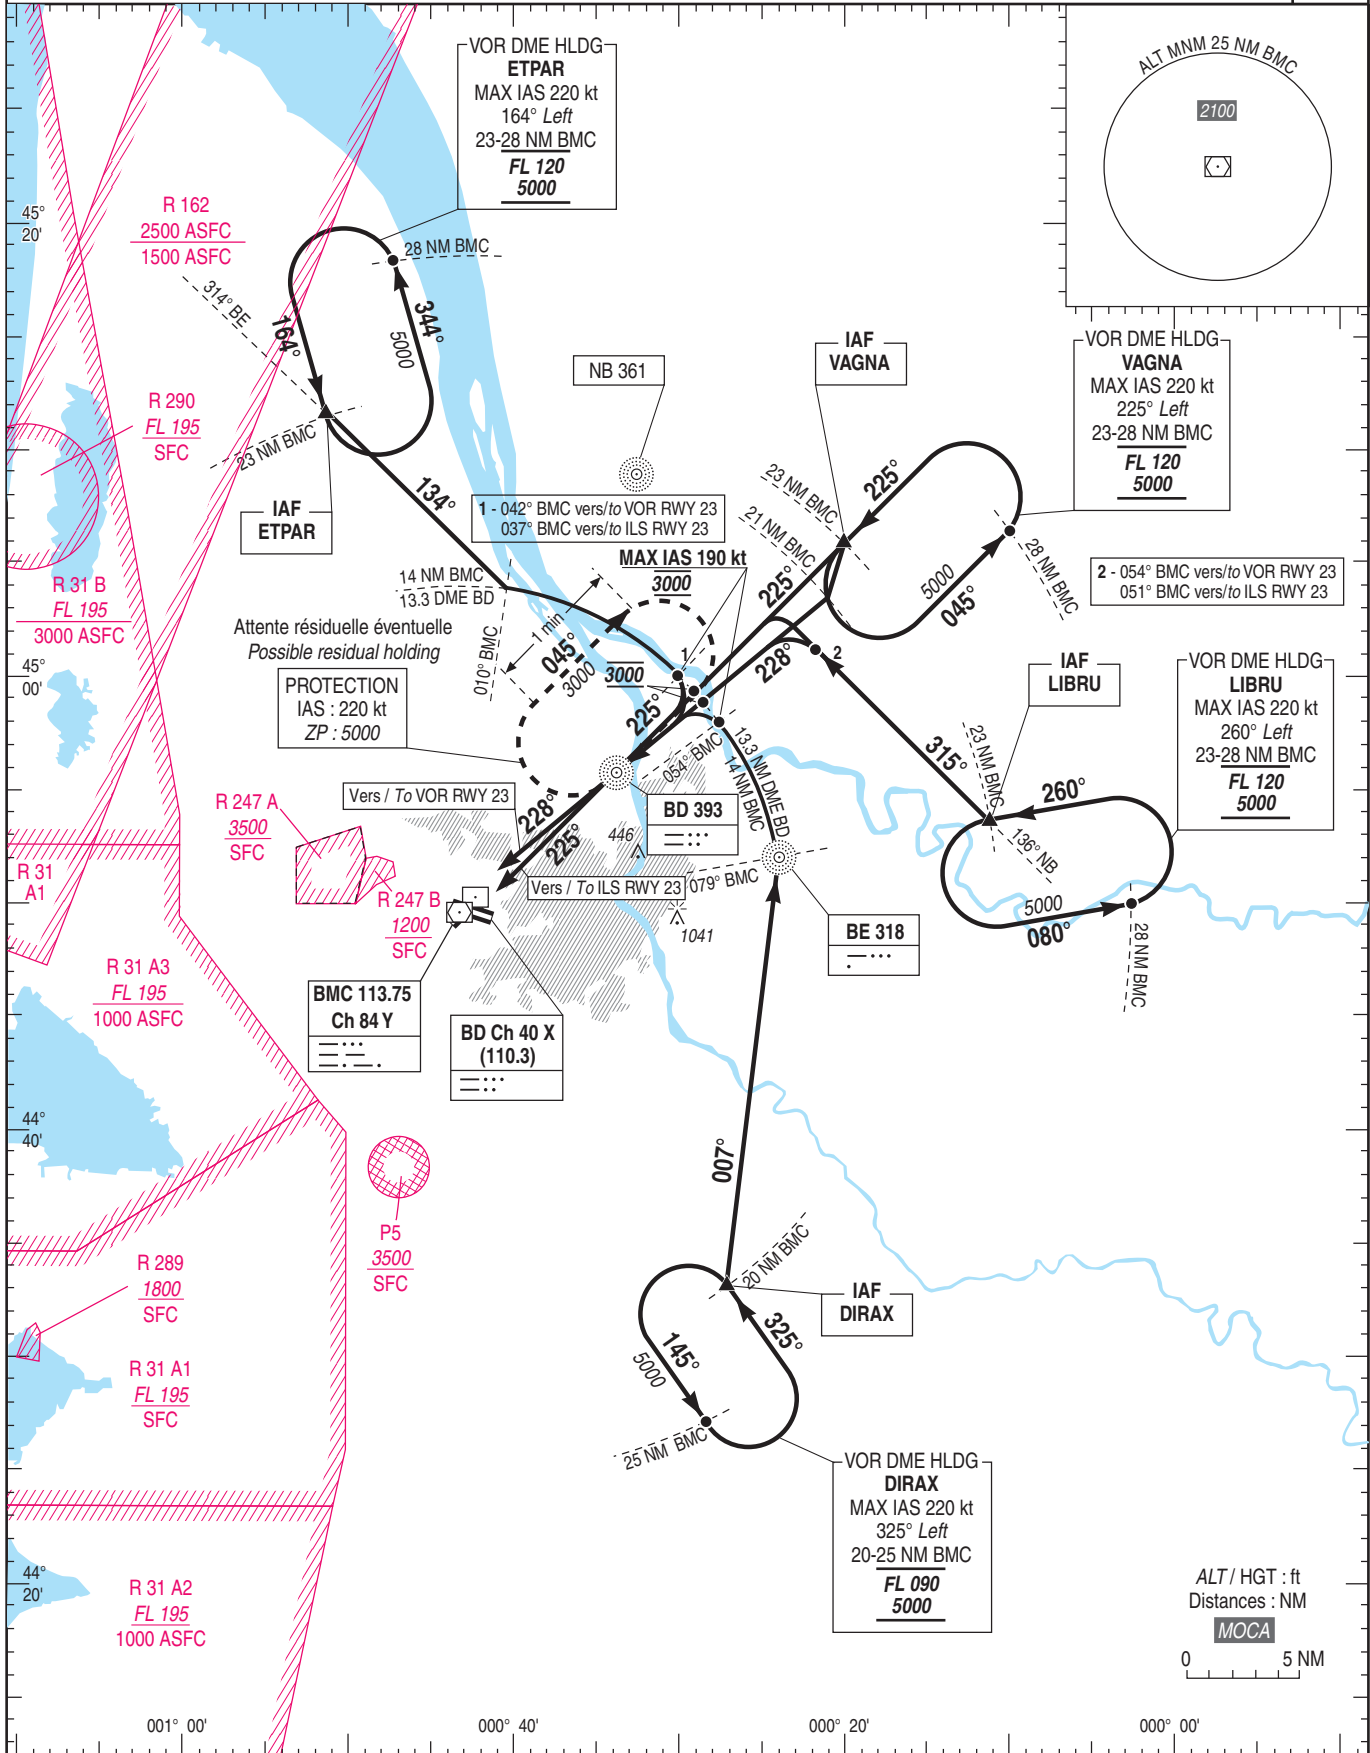 VOR DME HLDG
ETPAR
MAX IAS 220 kt
164° Left
23-28 NM BMC
FL 120
5000
ALT MNM 25 NM BMC
2100
45°
20'
R 162
2500 ASFC
1500 ASFC
28 NM BMC
314° BE
164°
344°
5000
23 NM BMC
IAF
ETPAR
134°
R 290
FL 195
SFC
NB 361
IAF
VAGNA
VOR DME HLDG
VAGNA
MAX IAS 220 kt
225° Left
23-28 NM BMC
FL 120
5000
23 NM BMC
21 NM BMC
225°
5000
045°
28 NM BMC
1 - 042° BMC vers/to VOR RWY 23
037° BMC vers/to ILS RWY 23
MAX IAS 190 kt
3000
225°
228°
2 - 054° BMC vers/to VOR RWY 23
051° BMC vers/to ILS RWY 23
R 31 B
FL 195
3000 ASFC
14 NM BMC
13.3 DME BD
010° BMC
1 min
045°
3000
1
3000
2
Attente résiduelle éventuelle
Possible residual holding
45°
00'
PROTECTION
IAS : 220 kt
ZP : 5000
225°
054° BMC
13.3 NM DME BD
14 NM BMC
IAF
LIBRU
VOR DME HLDG
LIBRU
MAX IAS 220 kt
260° Left
23-28 NM BMC
FL 120
5000
315°
23 NM BMC
260°
136° NB
5000
080°
28 NM BMC
Vers / To VOR RWY 23
228°
225°
BD 393
446
Vers / To ILS RWY 23
079° BMC
1041
BE 318
R 247 A
3500
SFC
R 247 B
1200
SFC
R 31
A1
R 31 A3
FL 195
1000 ASFC
BMC 113.75
Ch 84 Y
BD Ch 40 X
(110.3)
44°
40'
007°
P5
3500
SFC
R 289
1800
SFC
20 NM BMC
IAF
DIRAX
145°
5000
325°
25 NM BMC
R 31 A1
FL 195
SFC
VOR DME HLDG
DIRAX
MAX IAS 220 kt
325° Left
20-25 NM BMC
FL 090
5000
44°
20'
R 31 A2
FL 195
1000 ASFC
ALT / HGT : ft
Distances : NM
MOCA
0 5 NM
001° 00' 000° 40' 000° 20' 000° 00'